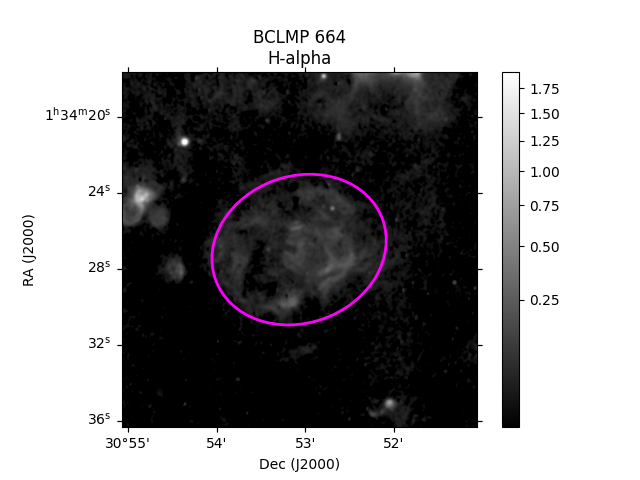 BCLMP 664
H-alpha
1h34m20s
24s
28s
32s
36s
RA (J2000)
30°55'
54'
53'
52'
Dec (J2000)
1.75
1.50
1.25
1.00
0.75
0.50
0.25